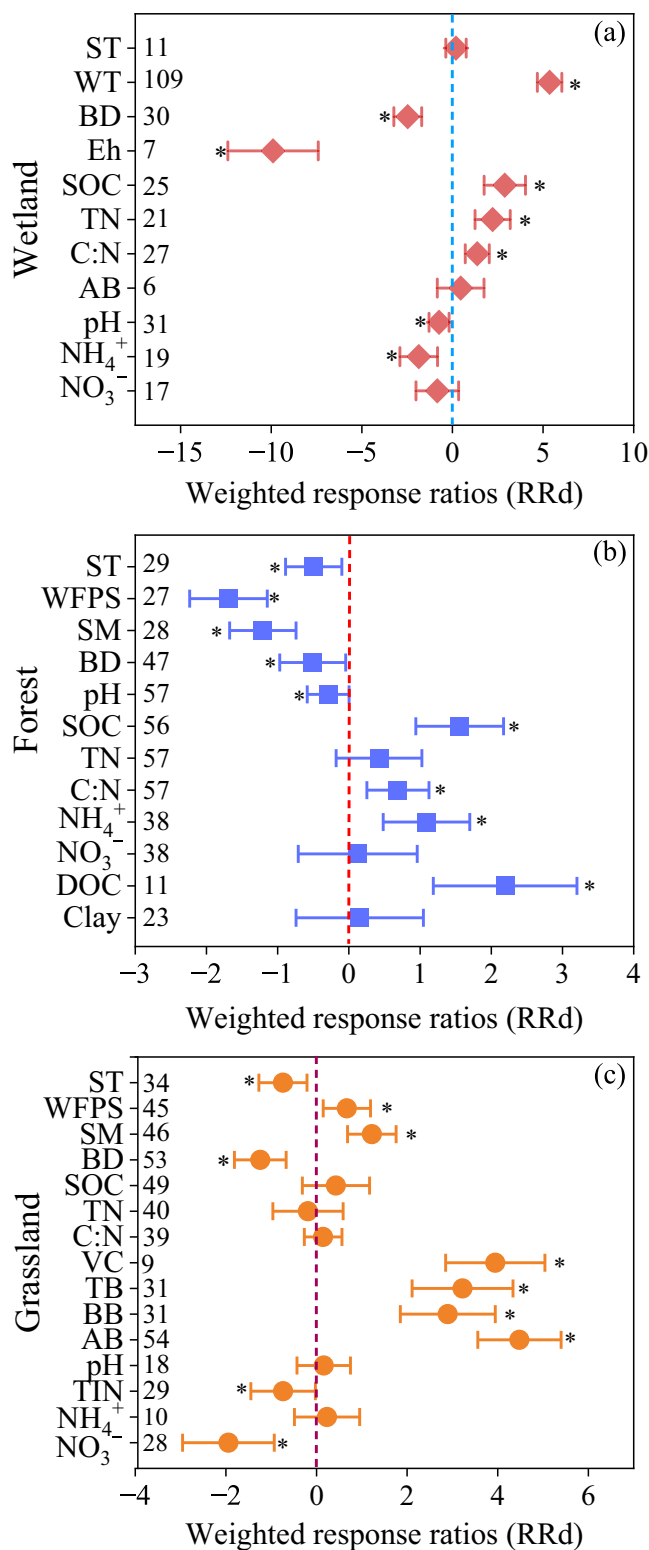 (a)
Wetland
ST 11
WT 109 *
BD 30 *
Eh 7 *
SOC 25 *
TN 21 *
C:N 27 *
AB 6
pH 31 *
NH₄⁺ 19 *
NO₃⁻ 17
−15 −10 −5 0 5 10
Weighted response ratios (RRd)
(b)
Forest
ST 29 *
WFPS 27 *
SM 28 *
BD 47 *
pH 57 *
SOC 56 *
TN 57
C:N 57 *
NH₄⁺ 38 *
NO₃⁻ 38
DOC 11 *
Clay 23
−3 −2 −1 0 1 2 3 4
Weighted response ratios (RRd)
(c)
Grassland
ST 34 *
WFPS 45 *
SM 46 *
BD 53 *
SOC 49
TN 40
C:N 39
VC 9 *
TB 31 *
BB 31 *
AB 54 *
pH 18
TIN 29 *
NH₄⁺ 10
NO₃⁻ 28 *
−4 −2 0 2 4 6
Weighted response ratios (RRd)